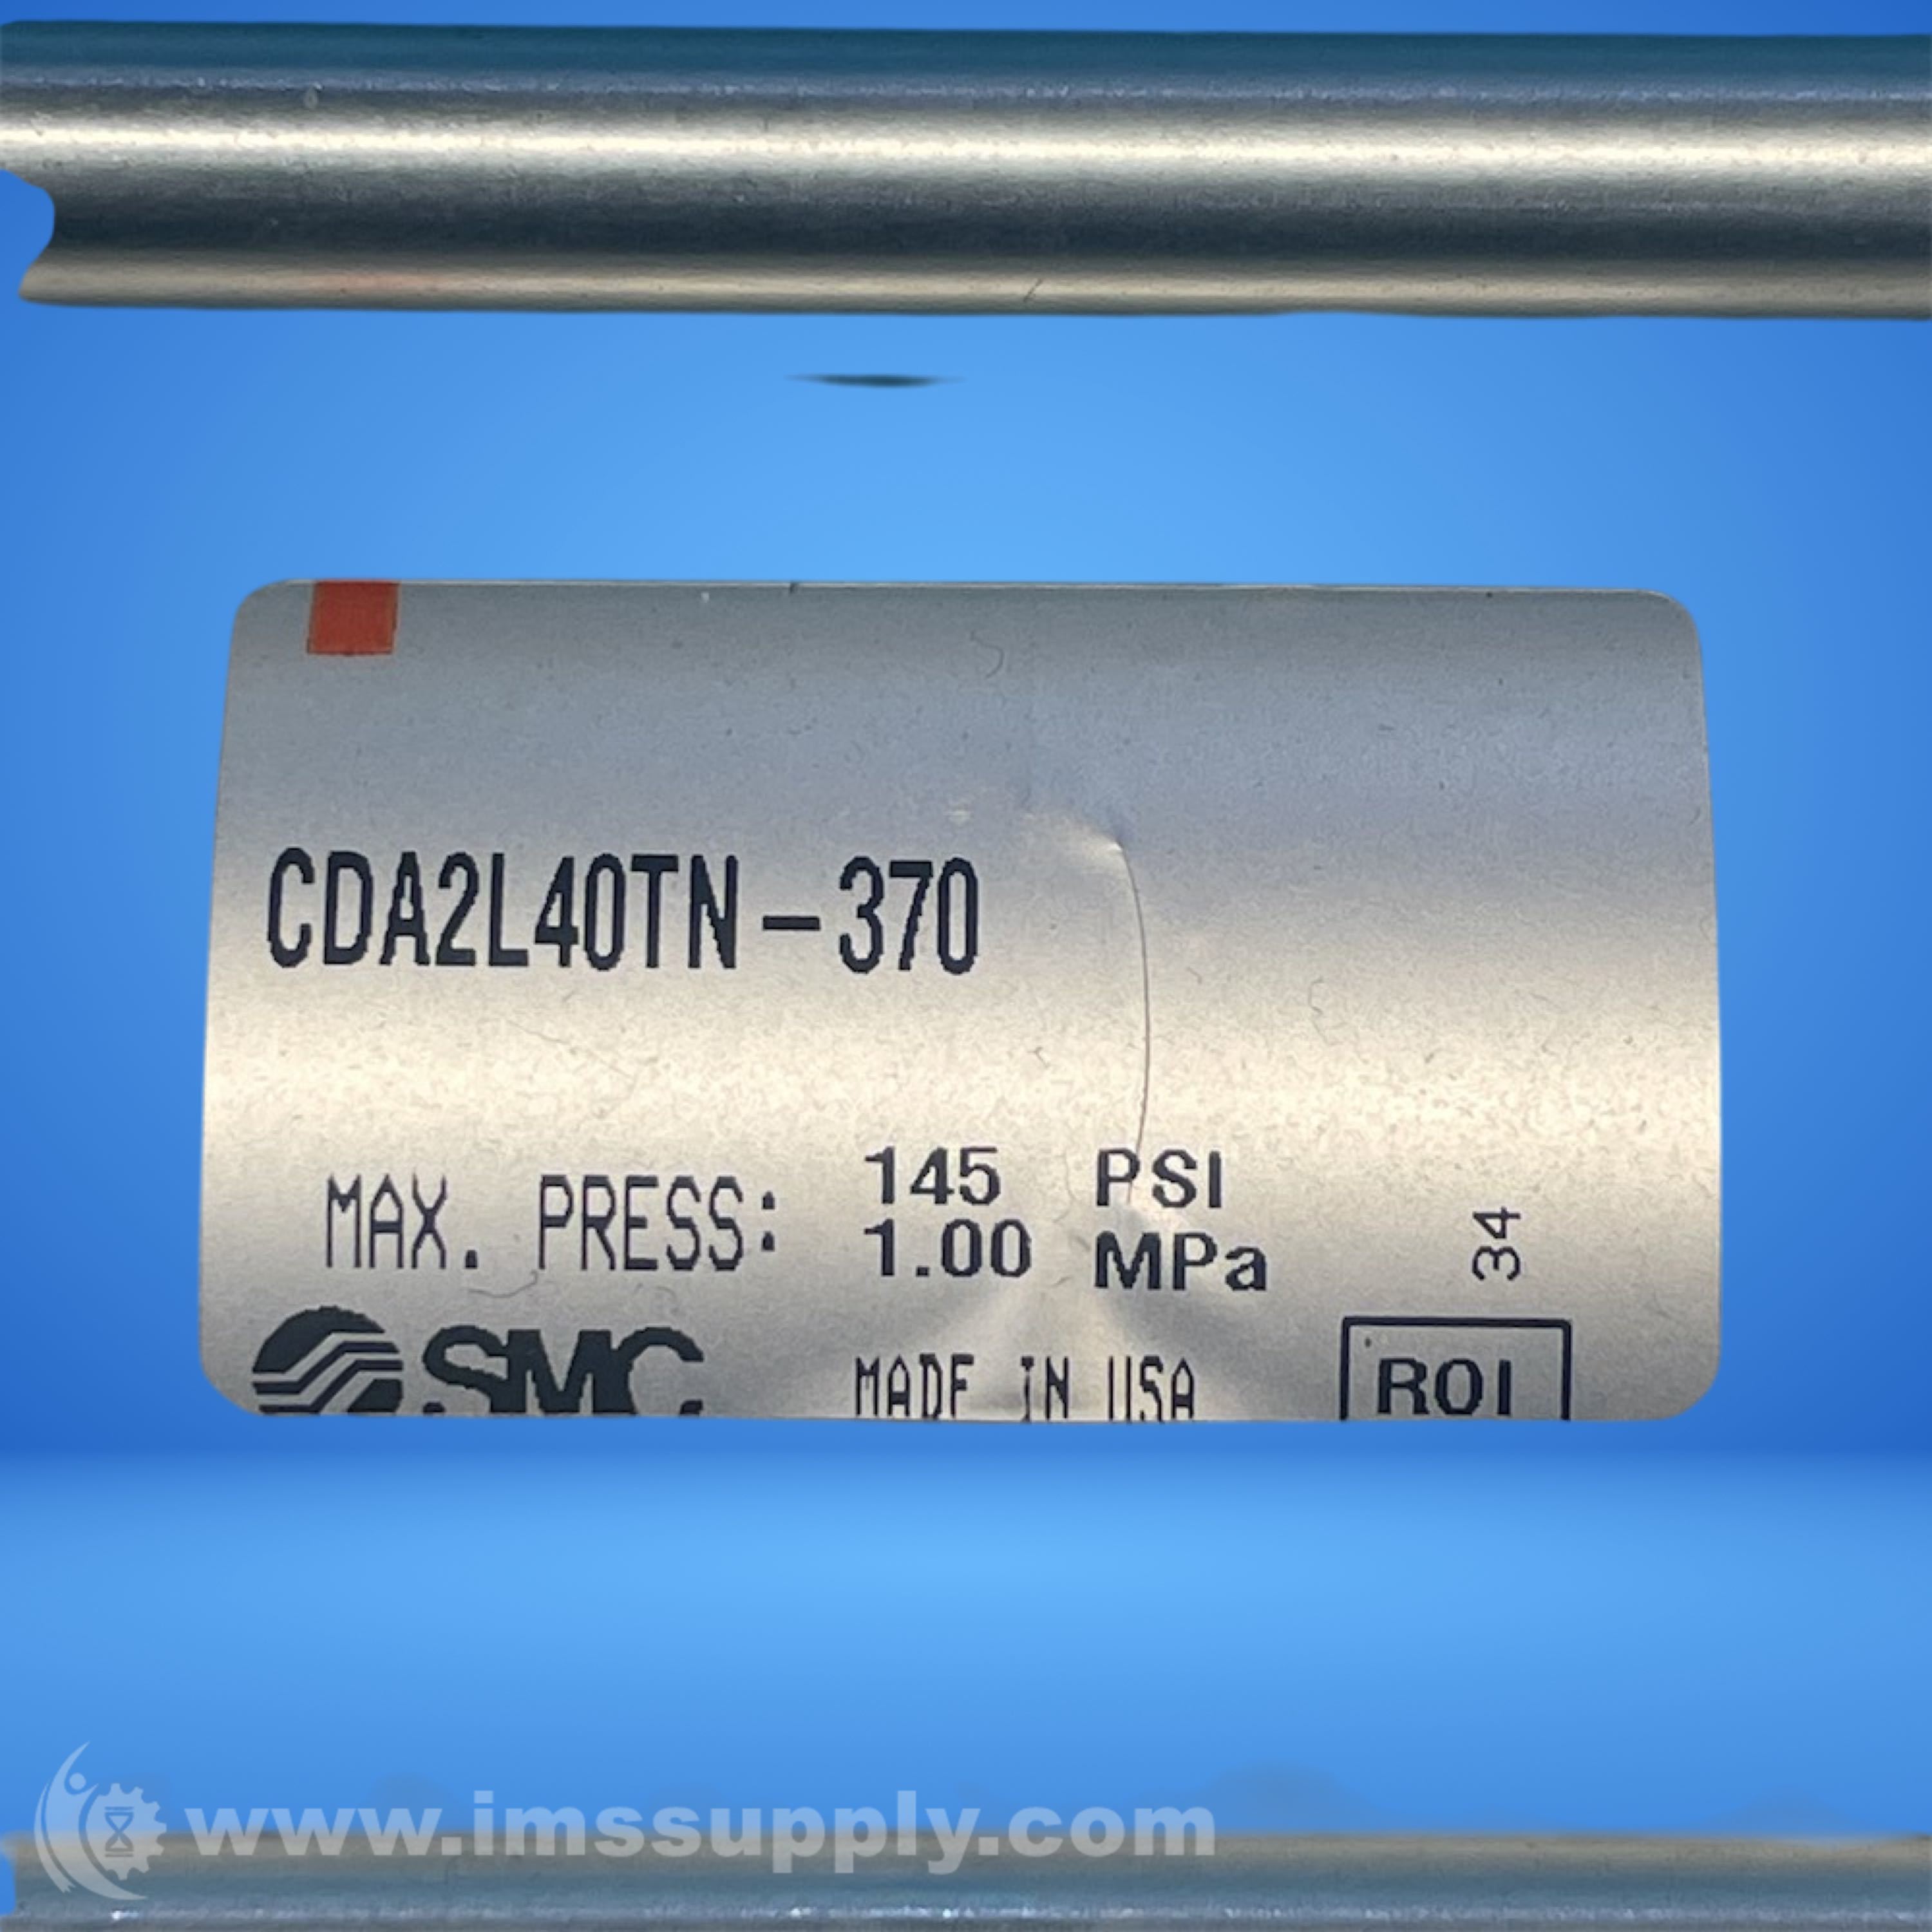 CDA2L40TN-370
MAX. PRESS: 145 PSI
1.00 MPa
34
SMC MADE IN USA ROI
www.imssupply.com